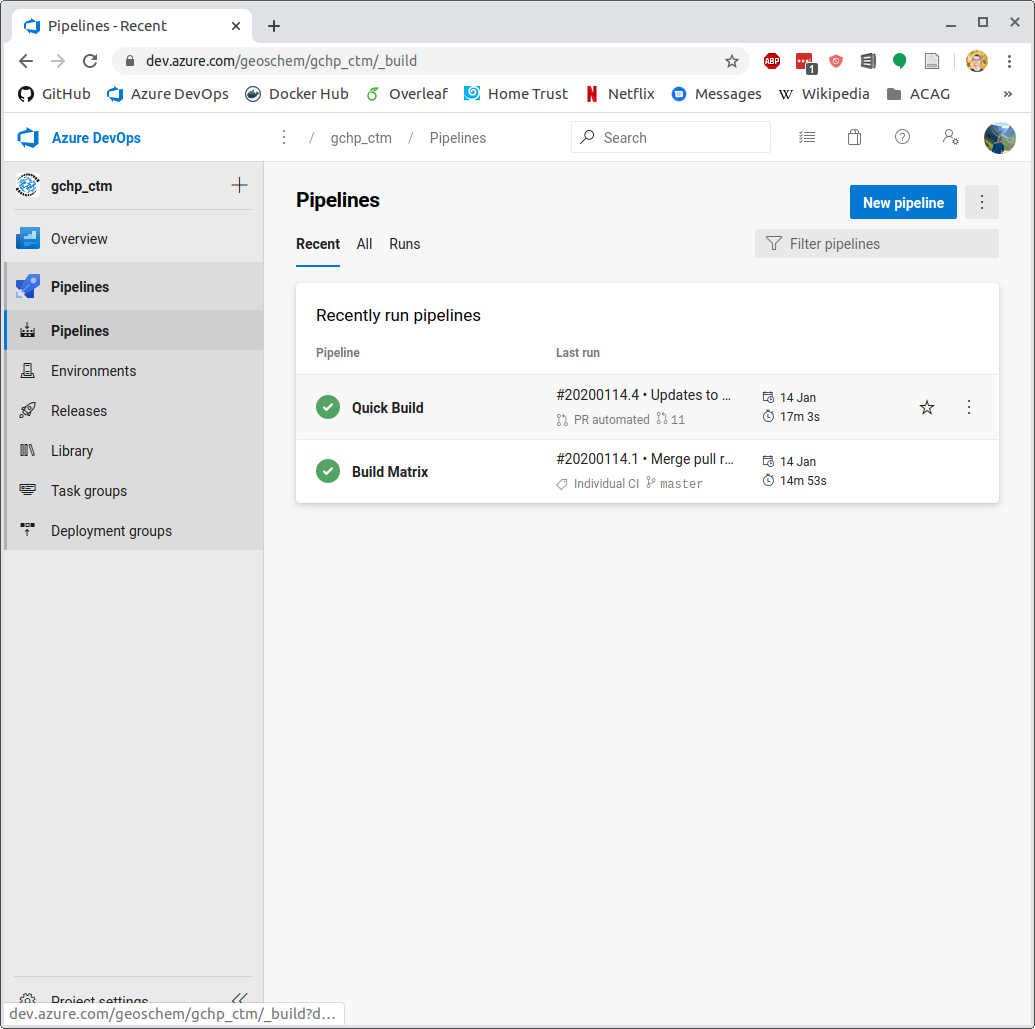 Pipelines - Recent
dev.azure.com/geoschem/gchp_ctm/_build
ABP
1
GitHub Azure DevOps Docker Hub Overleaf Home Trust Netflix Messages Wikipedia ACAG »
Azure DevOps / gchp_ctm / Pipelines Search
gchp_ctm
Overview
Pipelines
Pipelines
Environments
Releases
Library
Task groups
Deployment groups
Project settings
Pipelines
New pipeline
Recent All Runs
Filter pipelines
Recently run pipelines
Pipeline Last run
Quick Build
#20200114.4 • Updates to ...
PR automated 11
14 Jan
17m 3s
Build Matrix
#20200114.1 • Merge pull r...
Individual CI master
14 Jan
14m 53s
dev.azure.com/geoschem/gchp_ctm/_build?d...